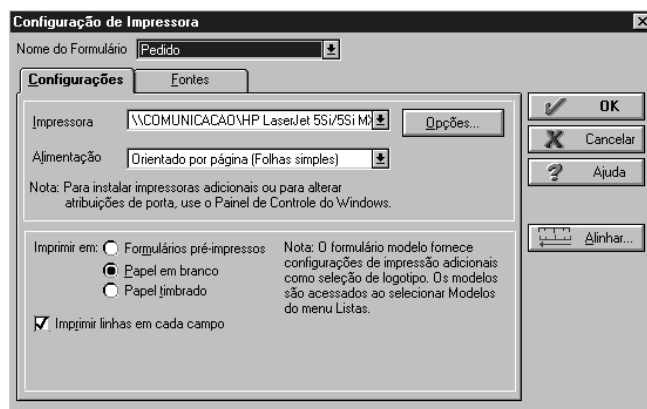 Configuração de Impressora
Nome do Formulário Pedido
Configurações Fontes
Impressora \\COMUNICACAO\HP LaserJet 5Si/5Si MX Opções...
Alimentação Orientado por página (Folhas simples)
Nota: Para instalar impressoras adicionais ou para alterar
atribuições de porta, use o Painel de Controle do Windows.
Imprimir em: Formulários pré-impressos
Papel em branco
Papel timbrado
Nota: O formulário modelo fornece
configurações de impressão adicionais
como seleção de logotipo. Os modelos
são acessados ao selecionar Modelos
do menu Listas.
Imprimir linhas em cada campo
OK
Cancelar
Ajuda
Alinhar...